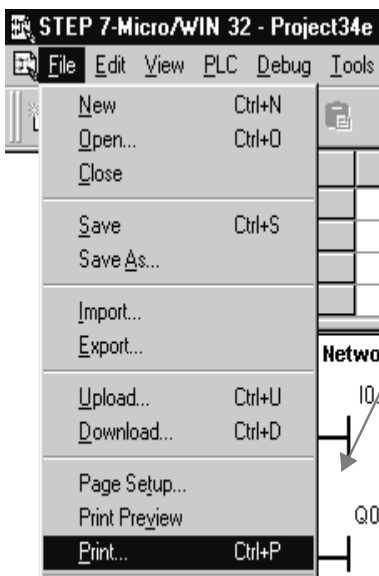 STEP 7-Micro/WIN 32 - Project34e
File Edit View PLC Debug Tools
New Ctrl+N
Open... Ctrl+O
Close
Save Ctrl+S
Save As...
Import...
Export...
Upload... Ctrl+U
Download... Ctrl+D
Page Setup...
Print Preview
Print... Ctrl+P
Netwo
I0.
Q0